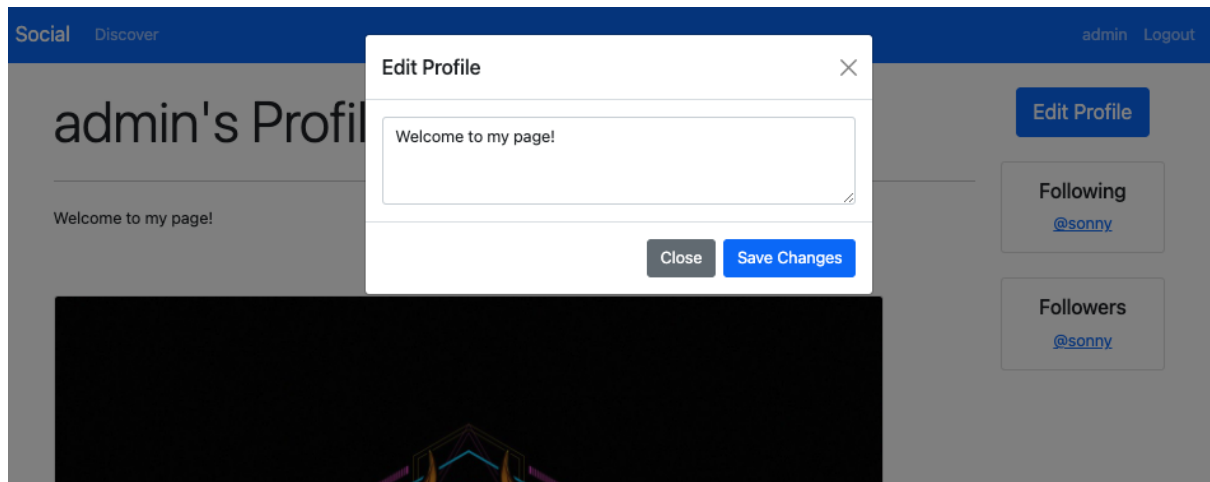 Social Discover admin Logout
Edit Profile
admin's Profil
Edit Profile
Welcome to my page!
Welcome to my page!
Close Save Changes
Following
@sonny
Followers
@sonny